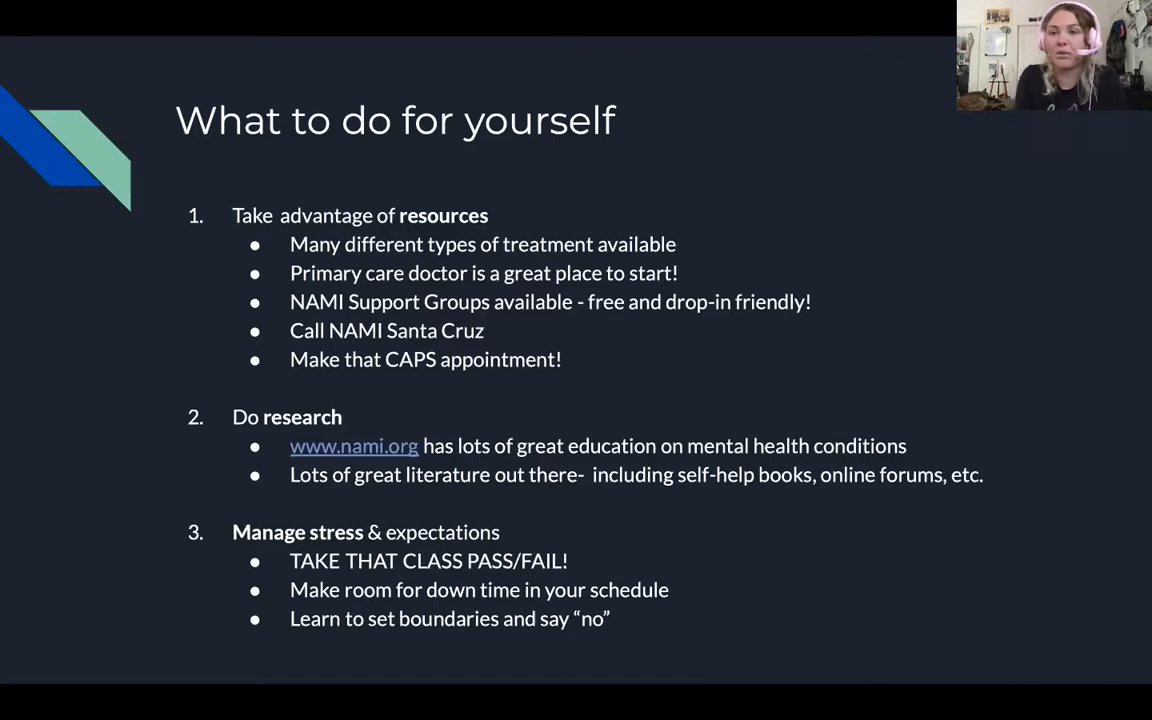 What to do for yourself
1. Take advantage of resources
● Many different types of treatment available
● Primary care doctor is a great place to start!
● NAMI Support Groups available - free and drop-in friendly!
● Call NAMI Santa Cruz
● Make that CAPS appointment!
2. Do research
● www.nami.org has lots of great education on mental health conditions
● Lots of great literature out there- including self-help books, online forums, etc.
3. Manage stress & expectations
● TAKE THAT CLASS PASS/FAIL!
● Make room for down time in your schedule
● Learn to set boundaries and say “no”